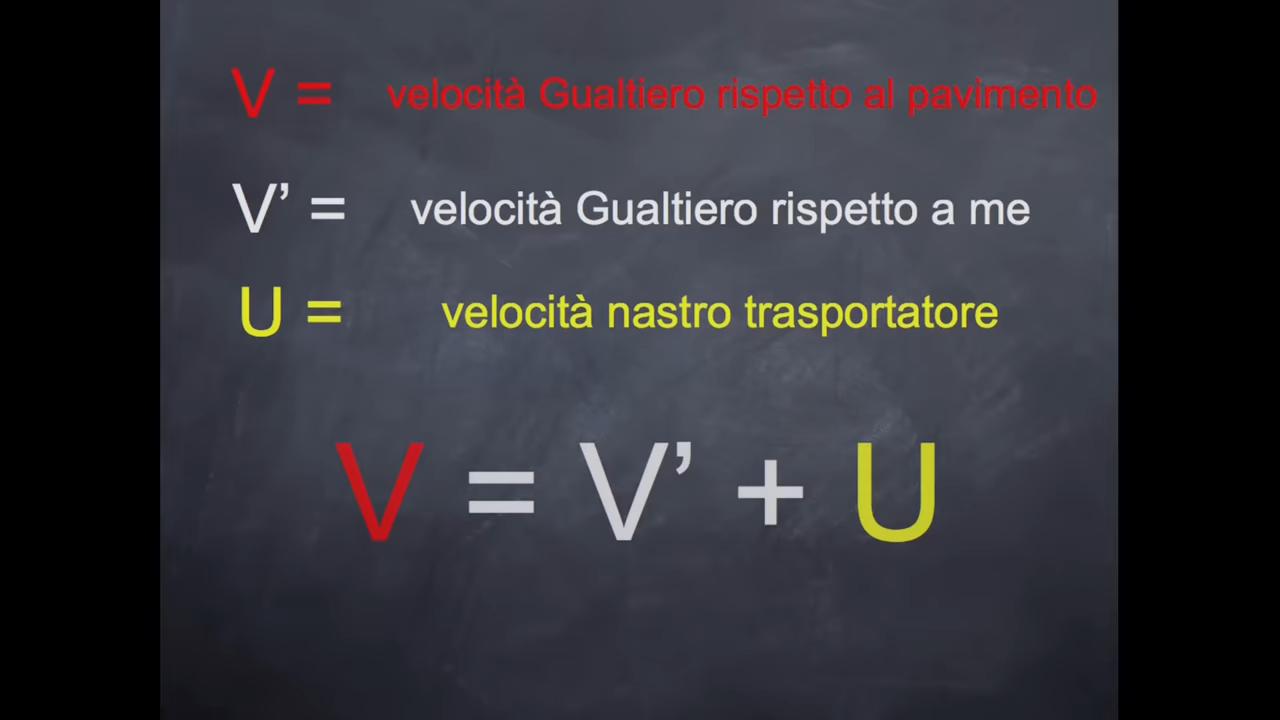 V = velocità Gualtiero rispetto al pavimento
V' = velocità Gualtiero rispetto a me
U = velocità nastro trasportatore
V = V' + U